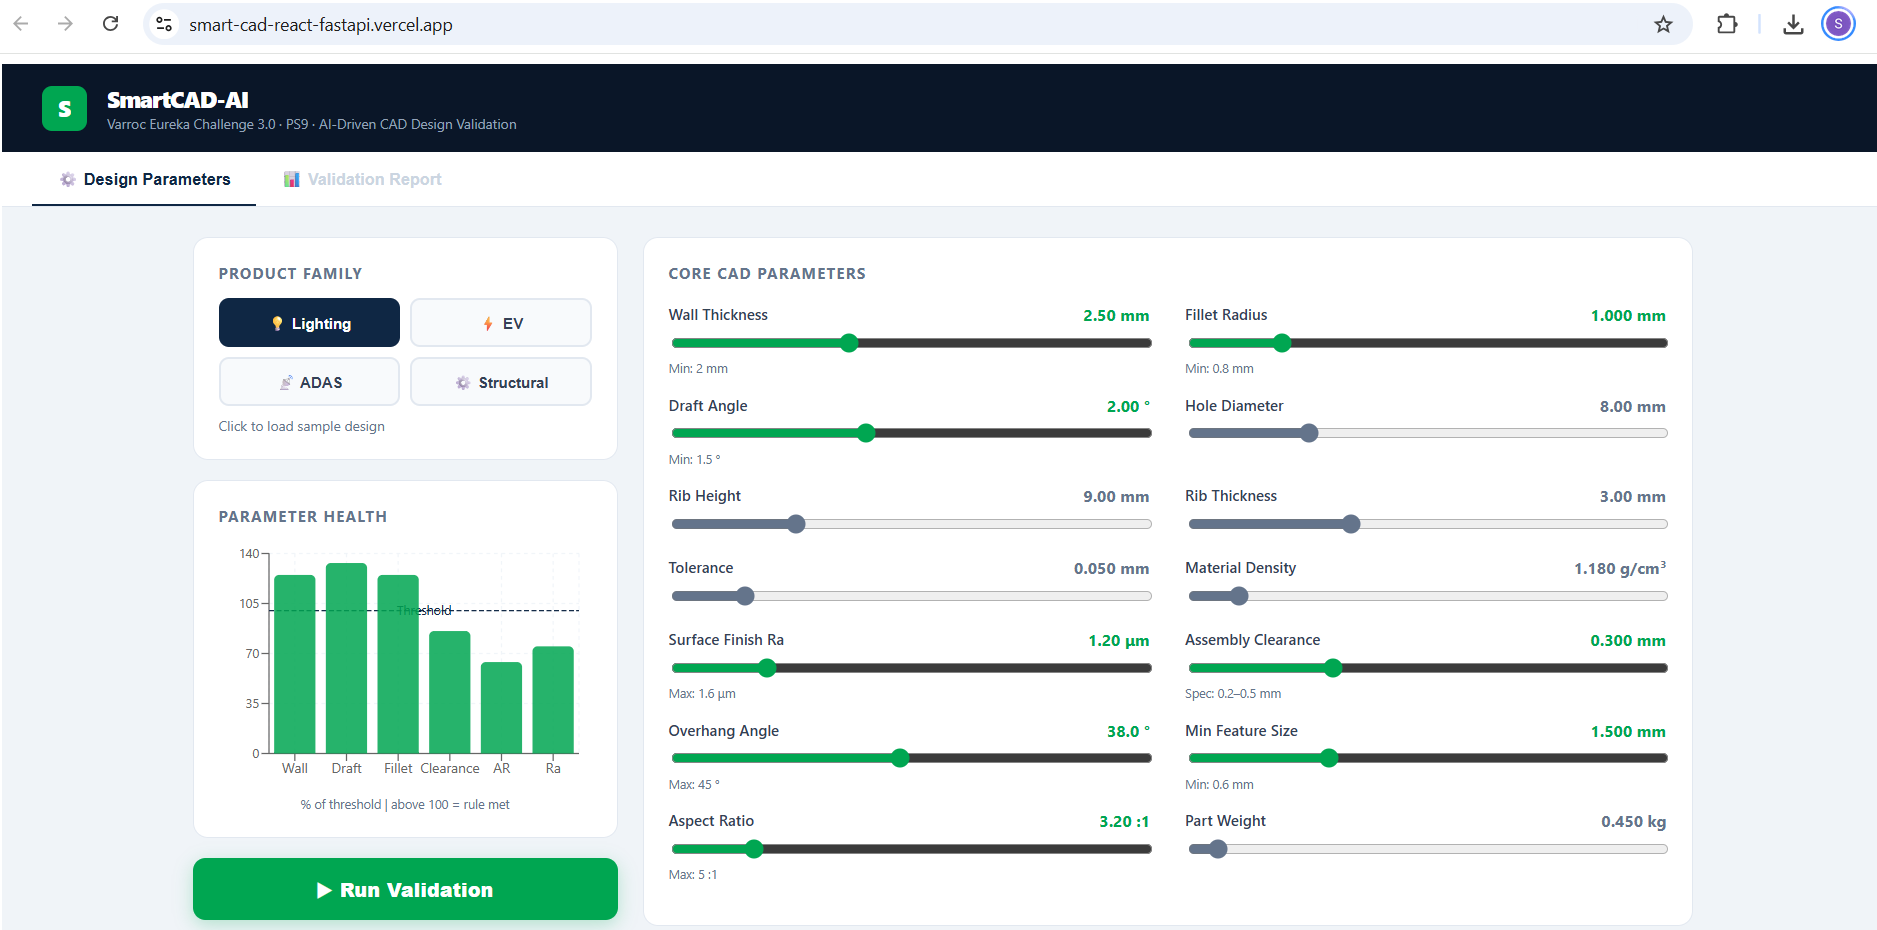 smart-cad-react-fastapi.vercel.app
S
S
SmartCAD-AI
Varroc Eureka Challenge 3.0 · PS9 · AI-Driven CAD Design Validation
Design Parameters
Validation Report
PRODUCT FAMILY
Lighting
EV
ADAS
Structural
Click to load sample design
PARAMETER HEALTH
140
105
70
35
0
Threshold
Wall Draft Fillet Clearance AR Ra
% of threshold | above 100 = rule met
▶ Run Validation
CORE CAD PARAMETERS
Wall Thickness 2.50 mm
Min: 2 mm
Fillet Radius 1.000 mm
Min: 0.8 mm
Draft Angle 2.00 °
Min: 1.5 °
Hole Diameter 8.00 mm
Rib Height 9.00 mm
Rib Thickness 3.00 mm
Tolerance 0.050 mm
Material Density 1.180 g/cm³
Surface Finish Ra 1.20 µm
Max: 1.6 µm
Assembly Clearance 0.300 mm
Spec: 0.2–0.5 mm
Overhang Angle 38.0 °
Max: 45 °
Min Feature Size 1.500 mm
Min: 0.6 mm
Aspect Ratio 3.20 :1
Max: 5 :1
Part Weight 0.450 kg